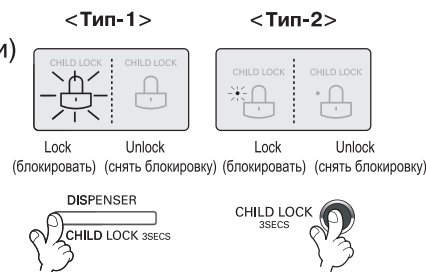 <Тип-1> <Тип-2>
и)
CHILD LOCK CHILD LOCK CHILD LOCK CHILD LOCK
Lock Unlock Lock Unlock
(блокировать) (снять блокировку) (блокировать) (снять блокировку)
DISPENSER
CHILD LOCK 3SECS
CHILD LOCK
3SECS